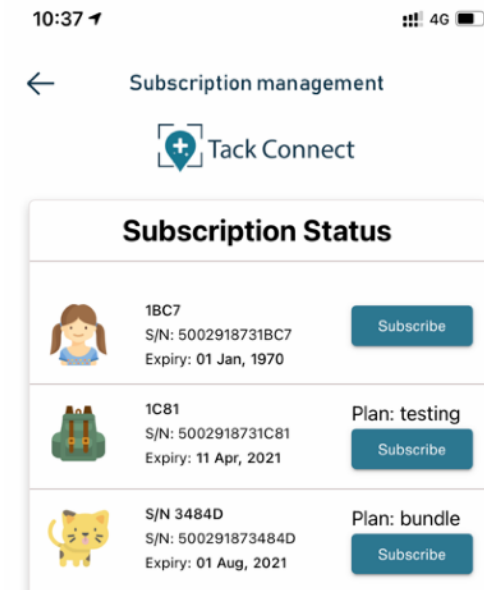 10:37
4G
Subscription management
Tack Connect
Subscription Status
1BC7
S/N: 5002918731BC7
Expiry: 01 Jan, 1970
Subscribe
1C81
S/N: 5002918731C81
Expiry: 11 Apr, 2021
Plan: testing
Subscribe
S/N 3484D
S/N: 500291873484D
Expiry: 01 Aug, 2021
Plan: bundle
Subscribe